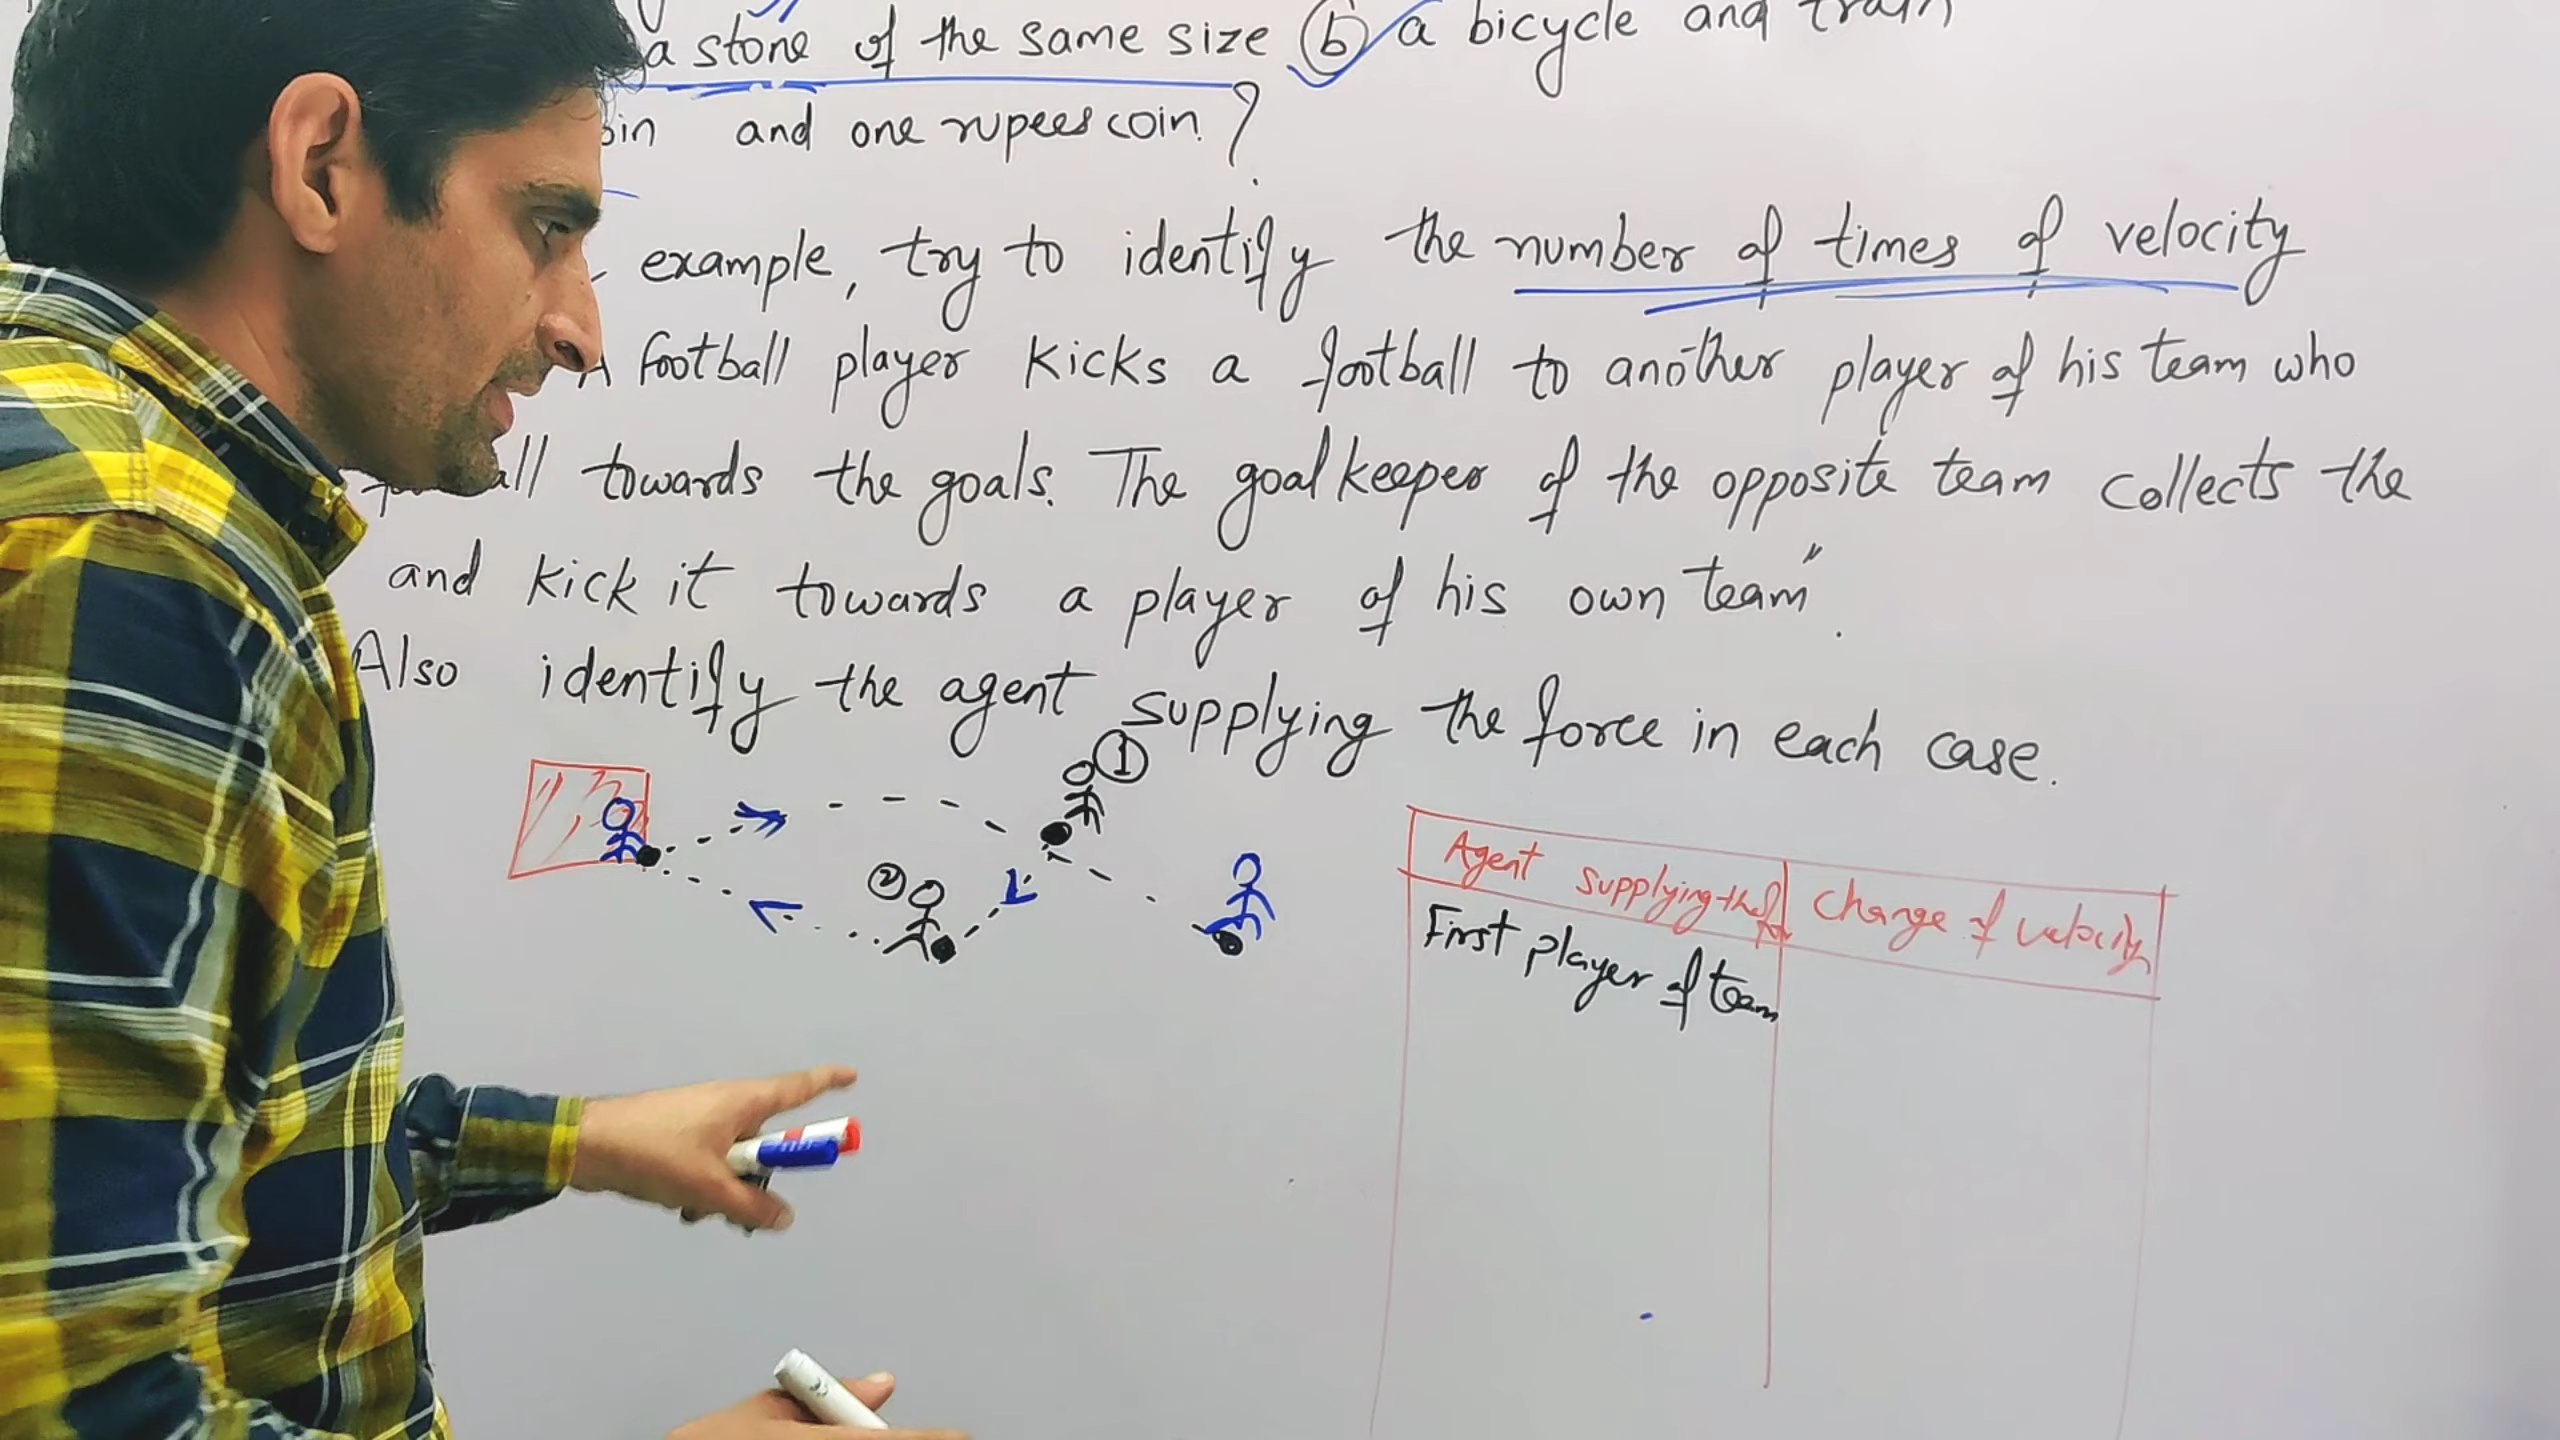 a stone of the same size (b) a bicycle and train
and one rupees coin?
example, try to identify the number of times of velocity
A football player kicks a football to another player of his team who
towards the goals. The goalkeeper of the opposite team collects the
and kick it towards a player of his own team".
Also identify the agent supplying the force in each case.
1
2
Agent supplying the
Change of velocity
First player of team